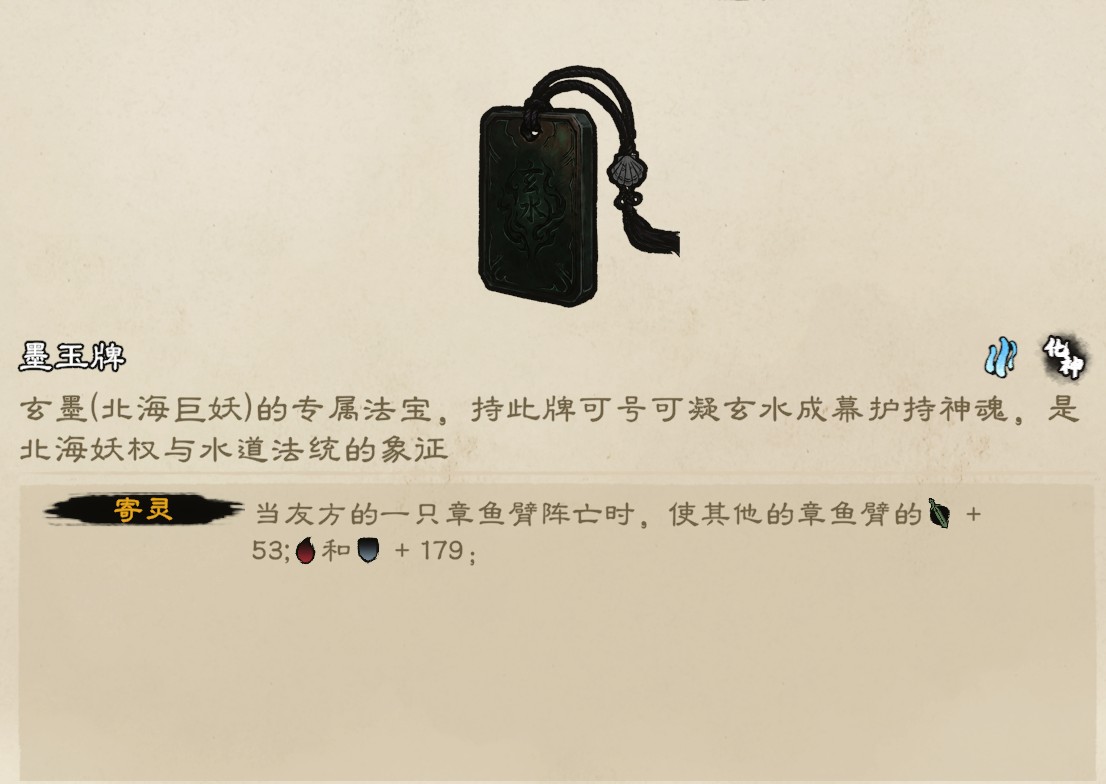 玄
水
墨玉牌
化神
玄墨(北海巨妖)的专属法宝，持此牌可号可凝玄水成幕护持神魂，是
北海妖权与水道法统的象征
寄灵
当友方的一只章鱼臂阵亡时，使其他的章鱼臂的 +
53; 和 + 179；